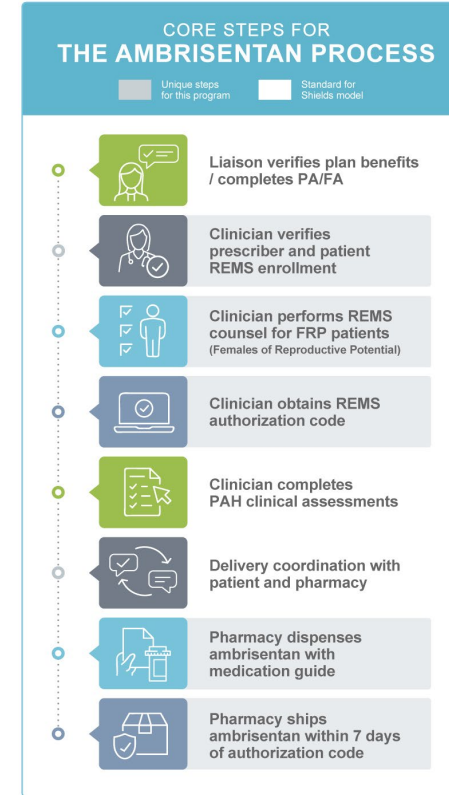 CORE STEPS FOR
THE AMBRISENTAN PROCESS
Unique steps
for this program
Standard for
Shields model
Liaison verifies plan benefits
/ completes PA/FA
Clinician verifies
prescriber and patient
REMS enrollment
Clinician performs REMS
counsel for FRP patients
(Females of Reproductive Potential)
Clinician obtains REMS
authorization code
Clinician completes
PAH clinical assessments
Delivery coordination with
patient and pharmacy
Pharmacy dispenses
ambrisentan with
medication guide
Pharmacy ships
ambrisentan within 7 days
of authorization code